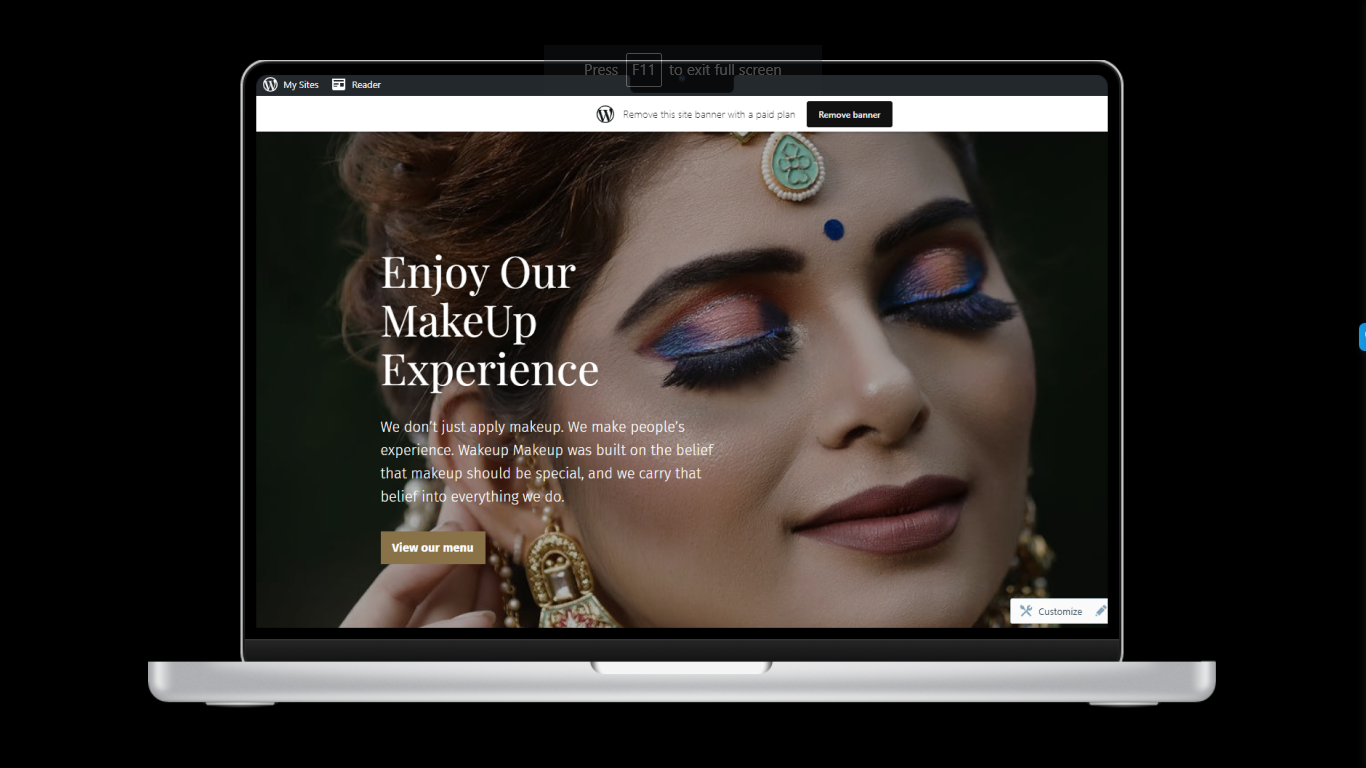 Press F11 to exit full screen
My Sites Reader
Remove this site banner with a paid plan Remove banner
Enjoy Our
MakeUp
Experience
We don't just apply makeup. We make people's
experience. Wakeup Makeup was built on the belief
that makeup should be special, and we carry that
belief into everything we do.
View our menu
Customize